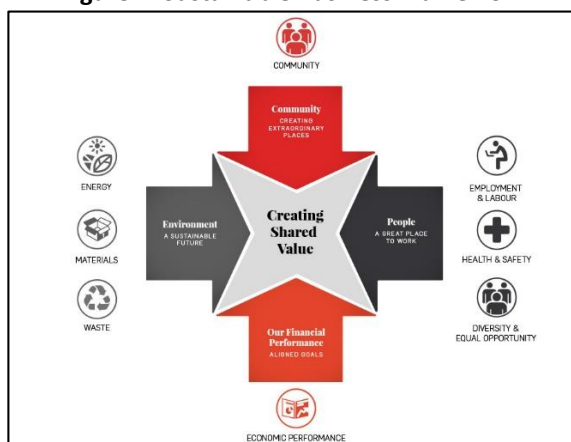 COMMUNITY
Community
CREATING
EXTRAORDINARY
PLACES
ENERGY
MATERIALS
WASTE
Environment
A SUSTAINABLE
FUTURE
Creating
Shared
Value
People
A GREAT PLACE
TO WORK
EMPLOYMENT
& LABOUR
HEALTH & SAFETY
DIVERSITY &
EQUAL OPPORTUNITY
Our Financial
Performance
ALIGNED GOALS
ECONOMIC PERFORMANCE